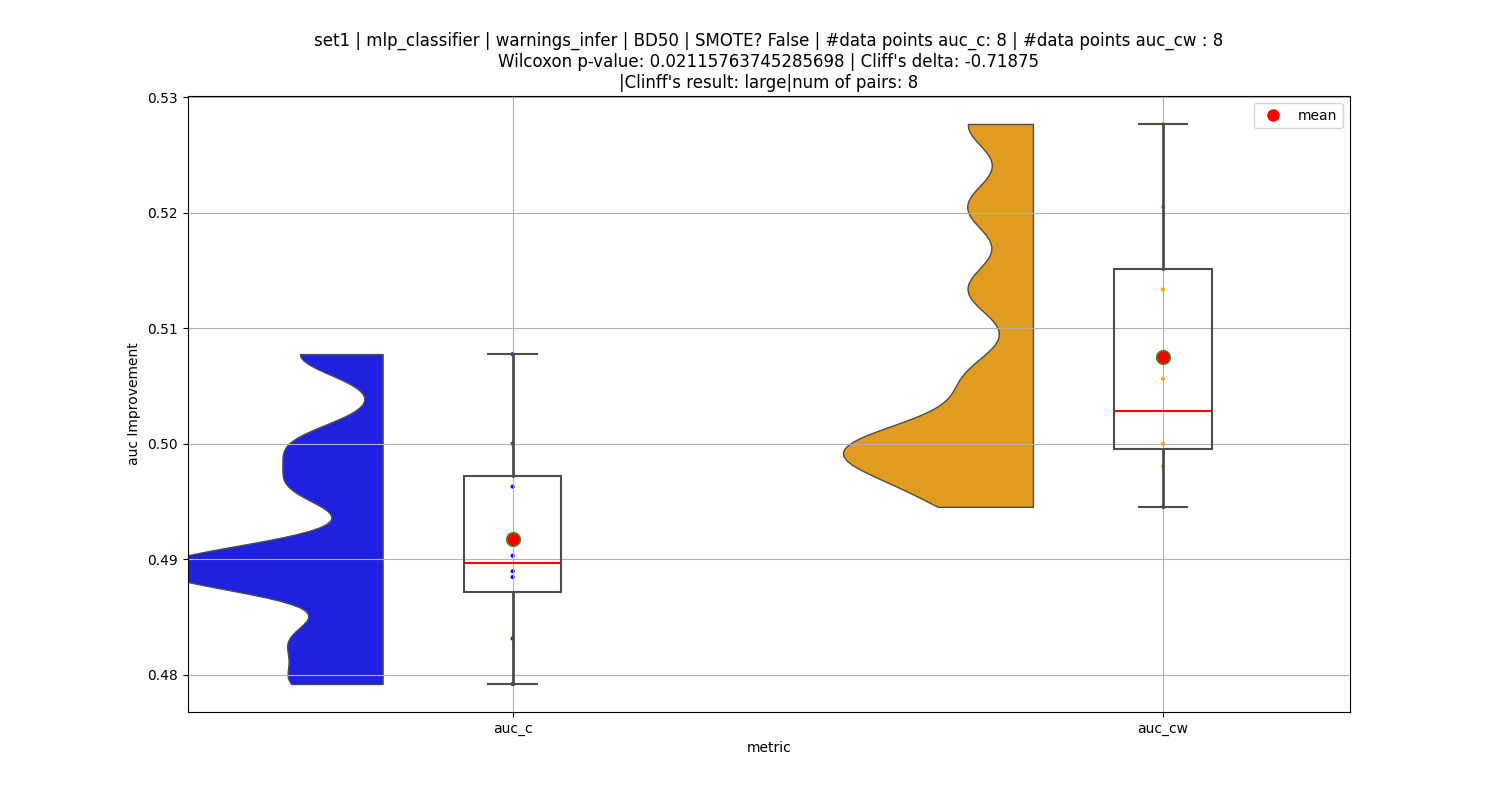 set1 | mlp_classifier | warnings_infer | BD50 | SMOTE? False | #data points auc_c: 8 | #data points auc_cw : 8
Wilcoxon p-value: 0.02115763745285698 | Cliff's delta: -0.71875
|Clinff's result: large|num of pairs: 8
mean
0.53
0.52
0.51
0.50
0.49
0.48
auc Improvement
auc_c
auc_cw
metric